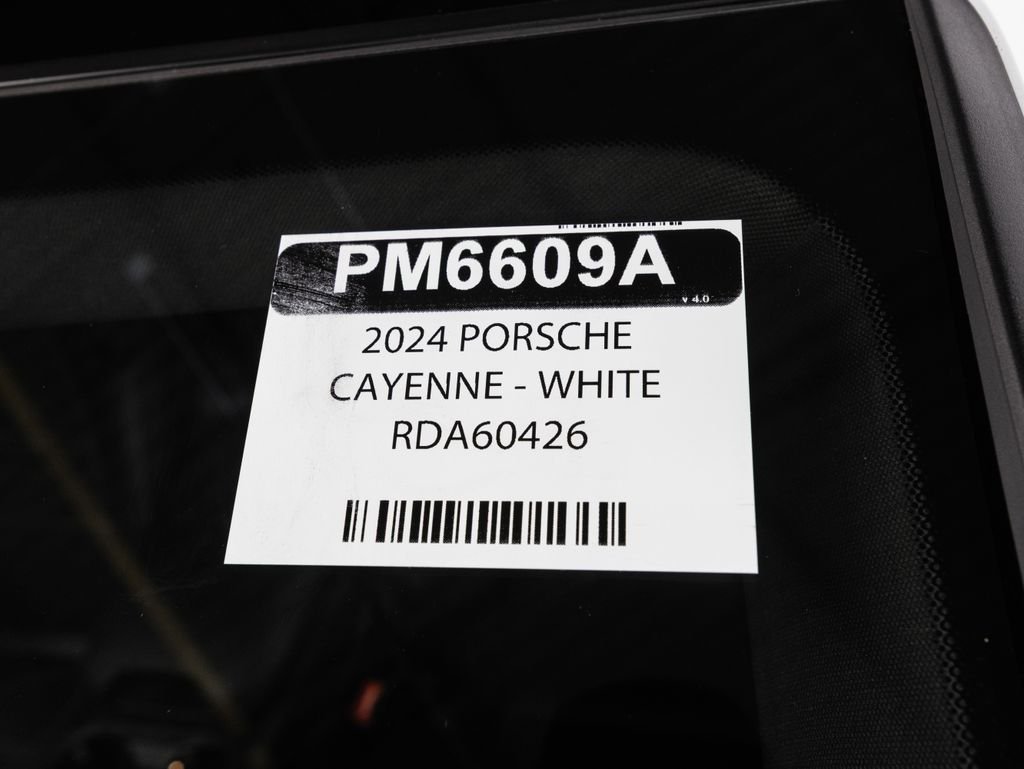 PM6609A
v 4.0
2024 PORSCHE
CAYENNE - WHITE
RDA60426